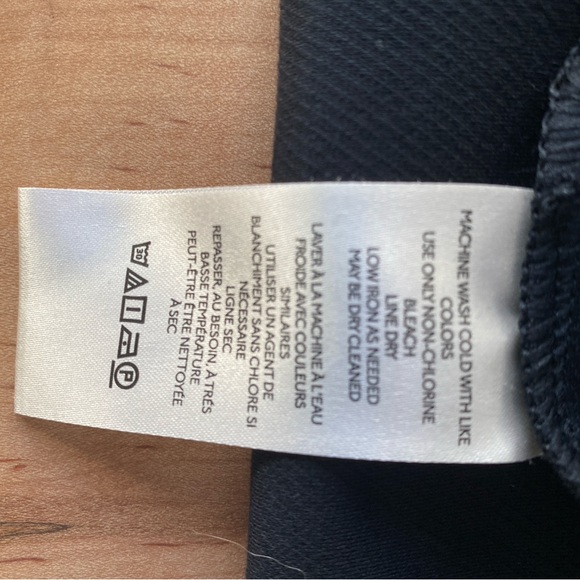 MACHINE WASH COLD WITH LIKE
COLORS
USE ONLY NON-CHLORINE
BLEACH
LINE DRY
LOW IRON AS NEEDED
MAY BE DRY CLEANED
LAVER À LA MACHINE À L'EAU
FROIDE AVEC COULEURS
SIMILAIRES
UTILISER UN AGENT DE
BLANCHIMENT SANS CHLORE SI
NÉCESSAIRE
LIGNE SEC
REPASSER, AU BESOIN, À TRÉS
BASSE TEMPÉRATURE
PEUT-ÊTRE ÊTRE NETTOYÉE
À SEC
30 P